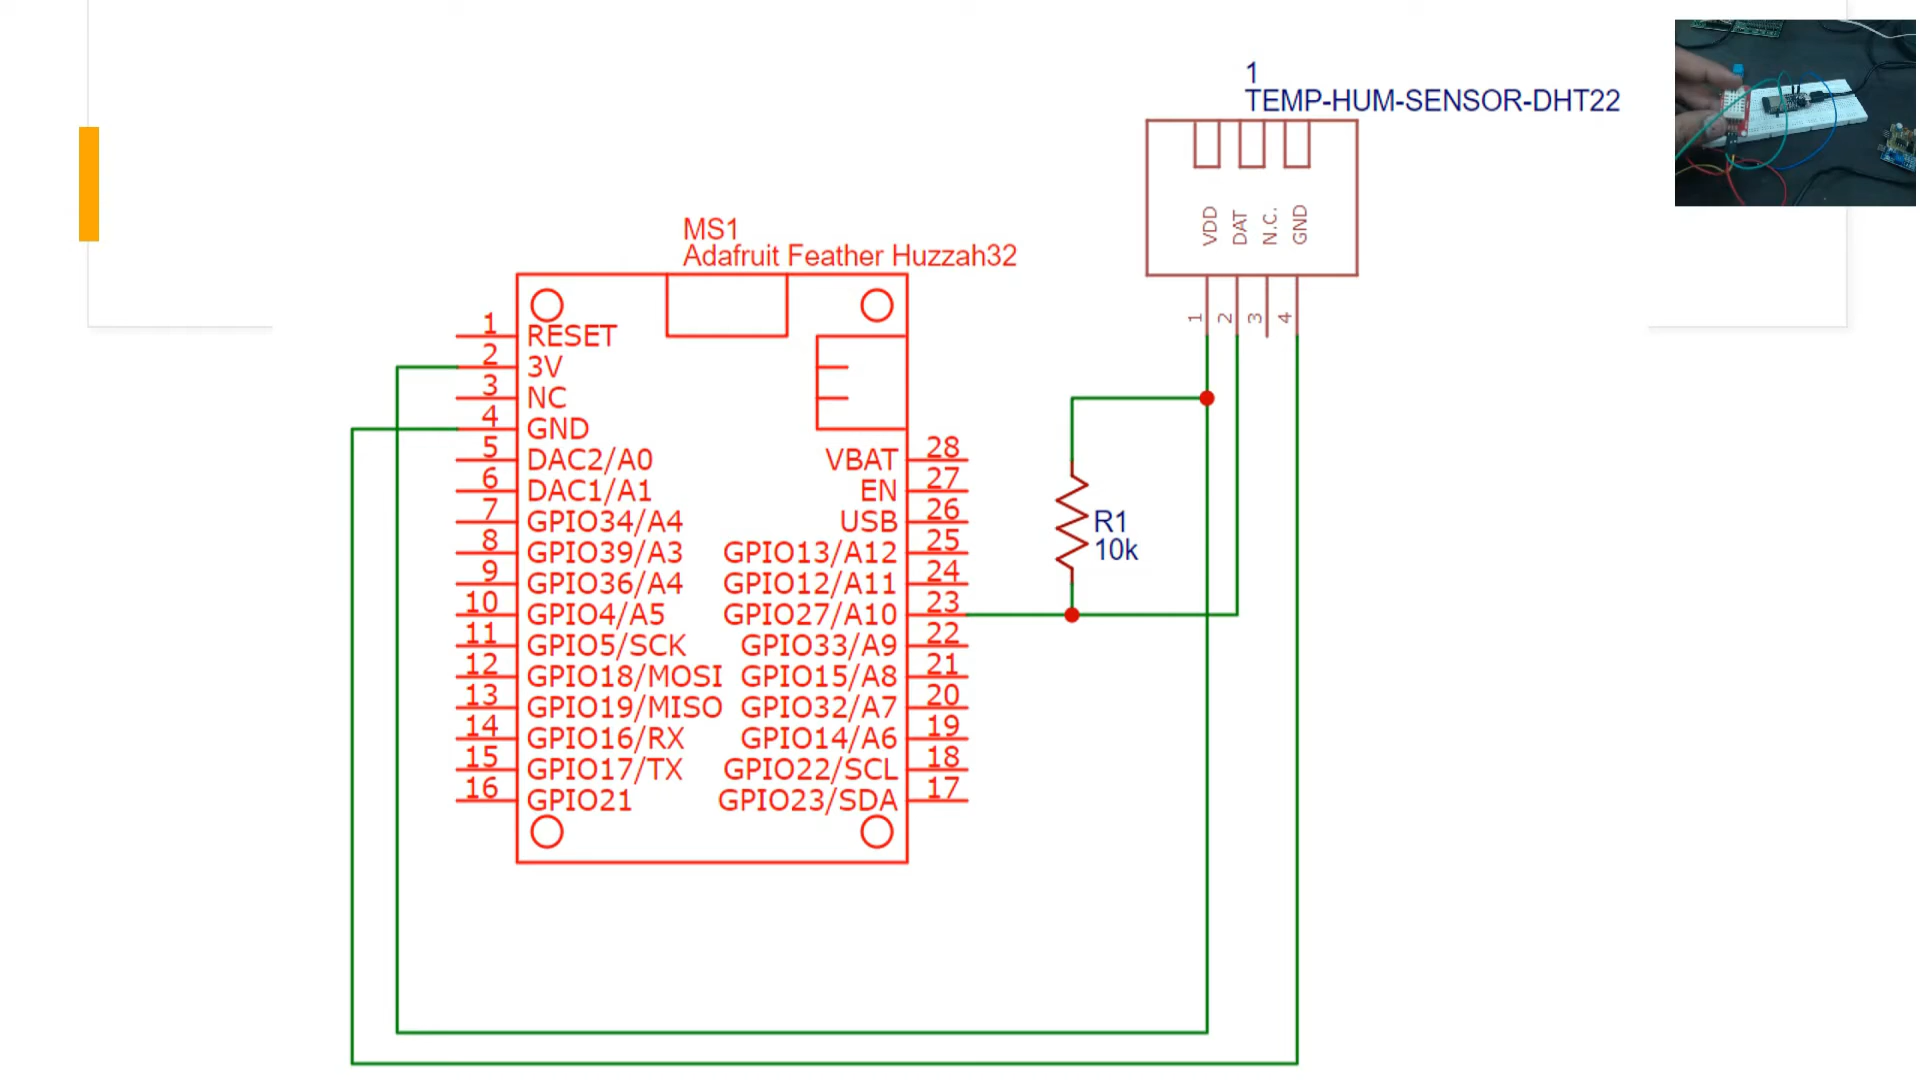 1
TEMP-HUM-SENSOR-DHT22
VDD
DAT
N.C.
GND
1
2
3
4
MS1
Adafruit Feather Huzzah32
1 RESET
2 3V
3 NC
4 GND
5 DAC2/A0 VBAT 28
6 DAC1/A1 EN 27
7 GPIO34/A4 USB 26
8 GPIO39/A3 GPIO13/A12 25
9 GPIO36/A4 GPIO12/A11 24
10 GPIO4/A5 GPIO27/A10 23
11 GPIO5/SCK GPIO33/A9 22
12 GPIO18/MOSI GPIO15/A8 21
13 GPIO19/MISO GPIO32/A7 20
14 GPIO16/RX GPIO14/A6 19
15 GPIO17/TX GPIO22/SCL 18
16 GPIO21 GPIO23/SDA 17
R1
10k